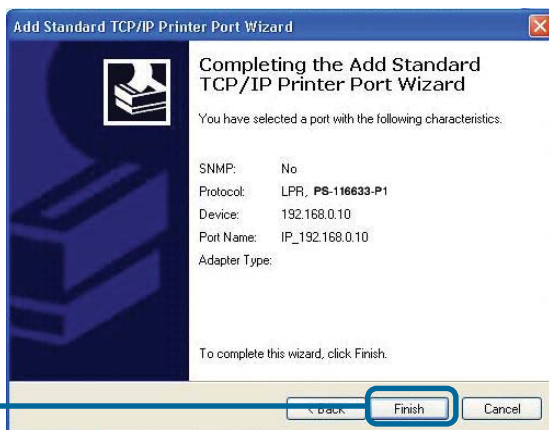 Add Standard TCP/IP Printer Port Wizard
Completing the Add Standard
TCP/IP Printer Port Wizard
You have selected a port with the following characteristics.
SNMP: No
Protocol: LPR, PS-116633-P1
Device: 192.168.0.10
Port Name: IP_192.168.0.10
Adapter Type:
To complete this wizard, click Finish.
< Back Finish Cancel